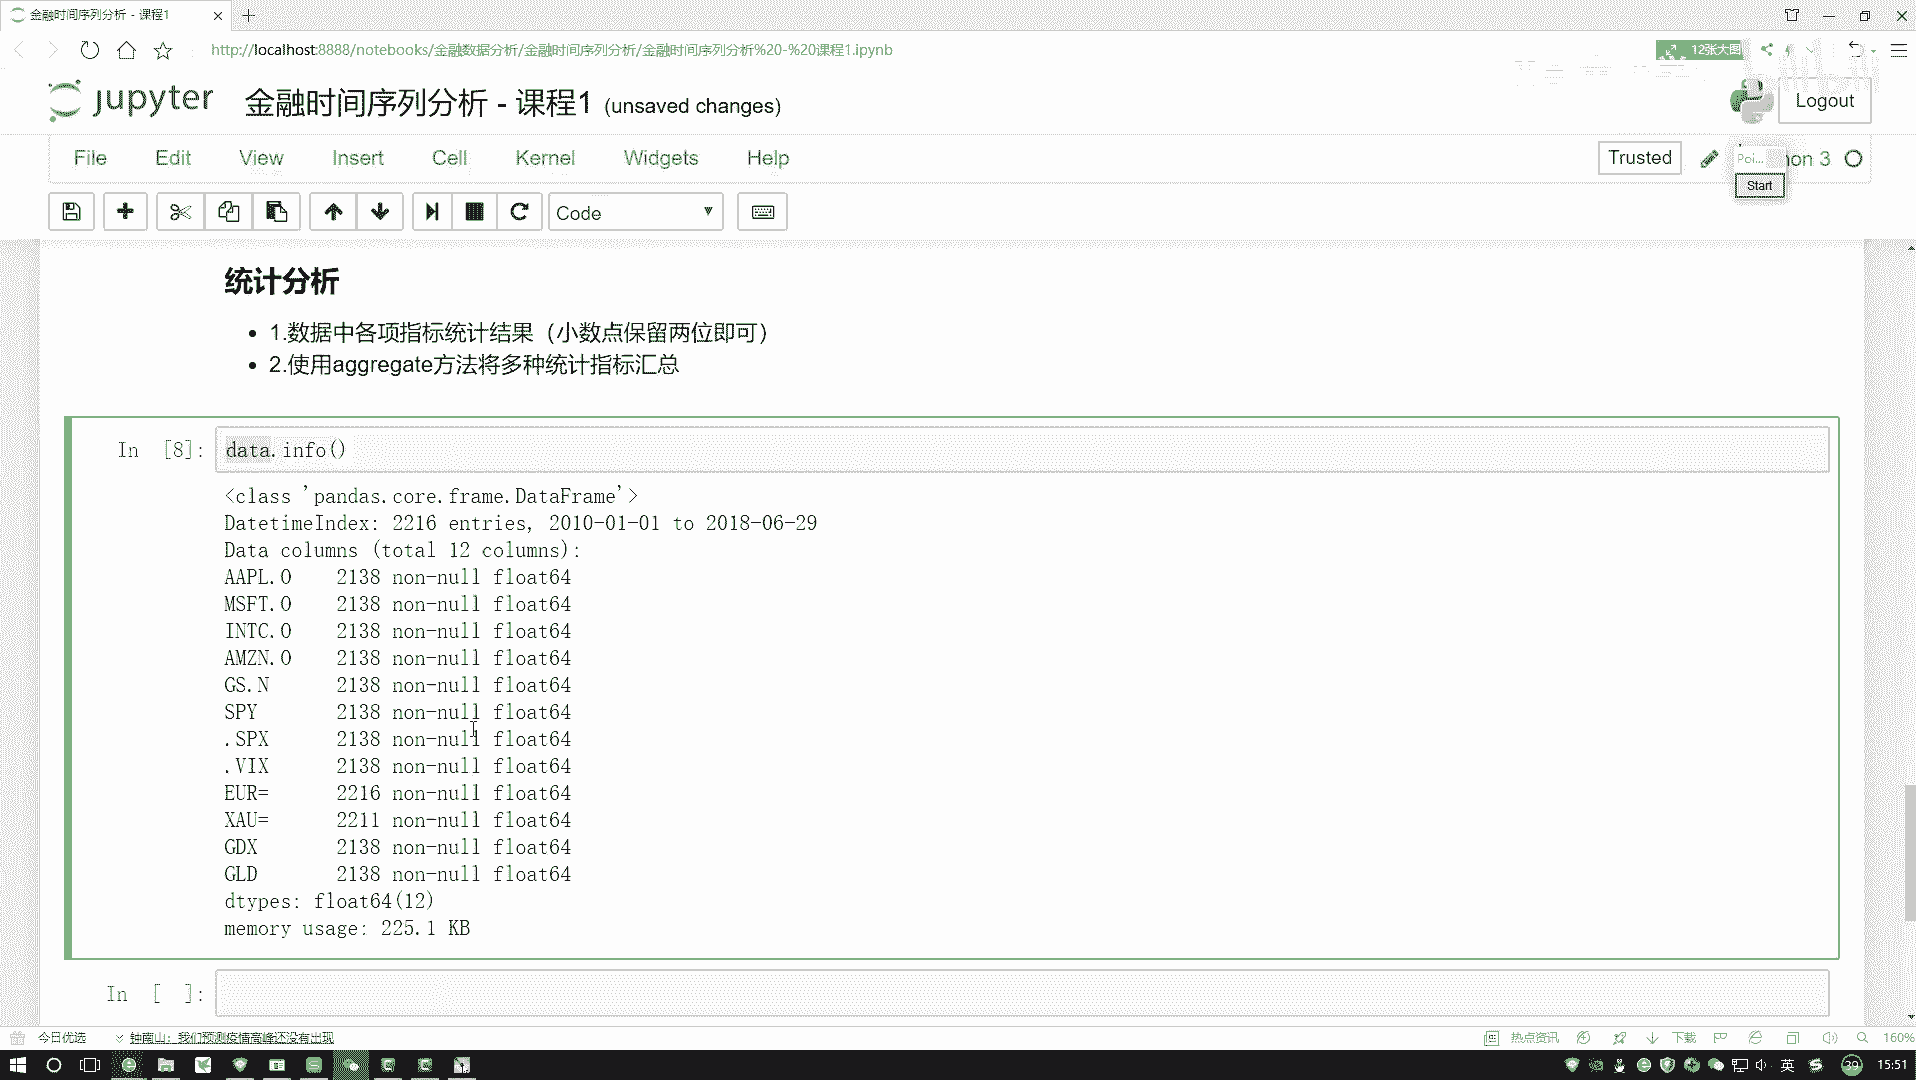 金融时间序列分析 - 课程1
http://localhost:8888/notebooks/金融数据分析/金融时间序列分析/金融时间序列分析%20-%20课程1.ipynb
12张大图
jupyter 金融时间序列分析 - 课程1 (unsaved changes)
Logout
File Edit View Insert Cell Kernel Widgets Help
Trusted
Poi... hon 3
Start
Code
统计分析
• 1.数据中各项指标统计结果（小数点保留两位即可）
• 2.使用aggregate方法将多种统计指标汇总
In [8]: data.info()
<class 'pandas.core.frame.DataFrame'>
DatetimeIndex: 2216 entries, 2010-01-01 to 2018-06-29
Data columns (total 12 columns):
AAPL.O 2138 non-null float64
MSFT.O 2138 non-null float64
INTC.O 2138 non-null float64
AMZN.O 2138 non-null float64
GS.N 2138 non-null float64
SPY 2138 non-null float64
.SPX 2138 non-null float64
.VIX 2138 non-null float64
EUR= 2216 non-null float64
XAU= 2211 non-null float64
GDX 2138 non-null float64
GLD 2138 non-null float64
dtypes: float64(12)
memory usage: 225.1 KB
In [ ]:
今日优选 钟南山：我们预测疫情高峰还没有出现
热点资讯 下载 160%
英 39 15:51